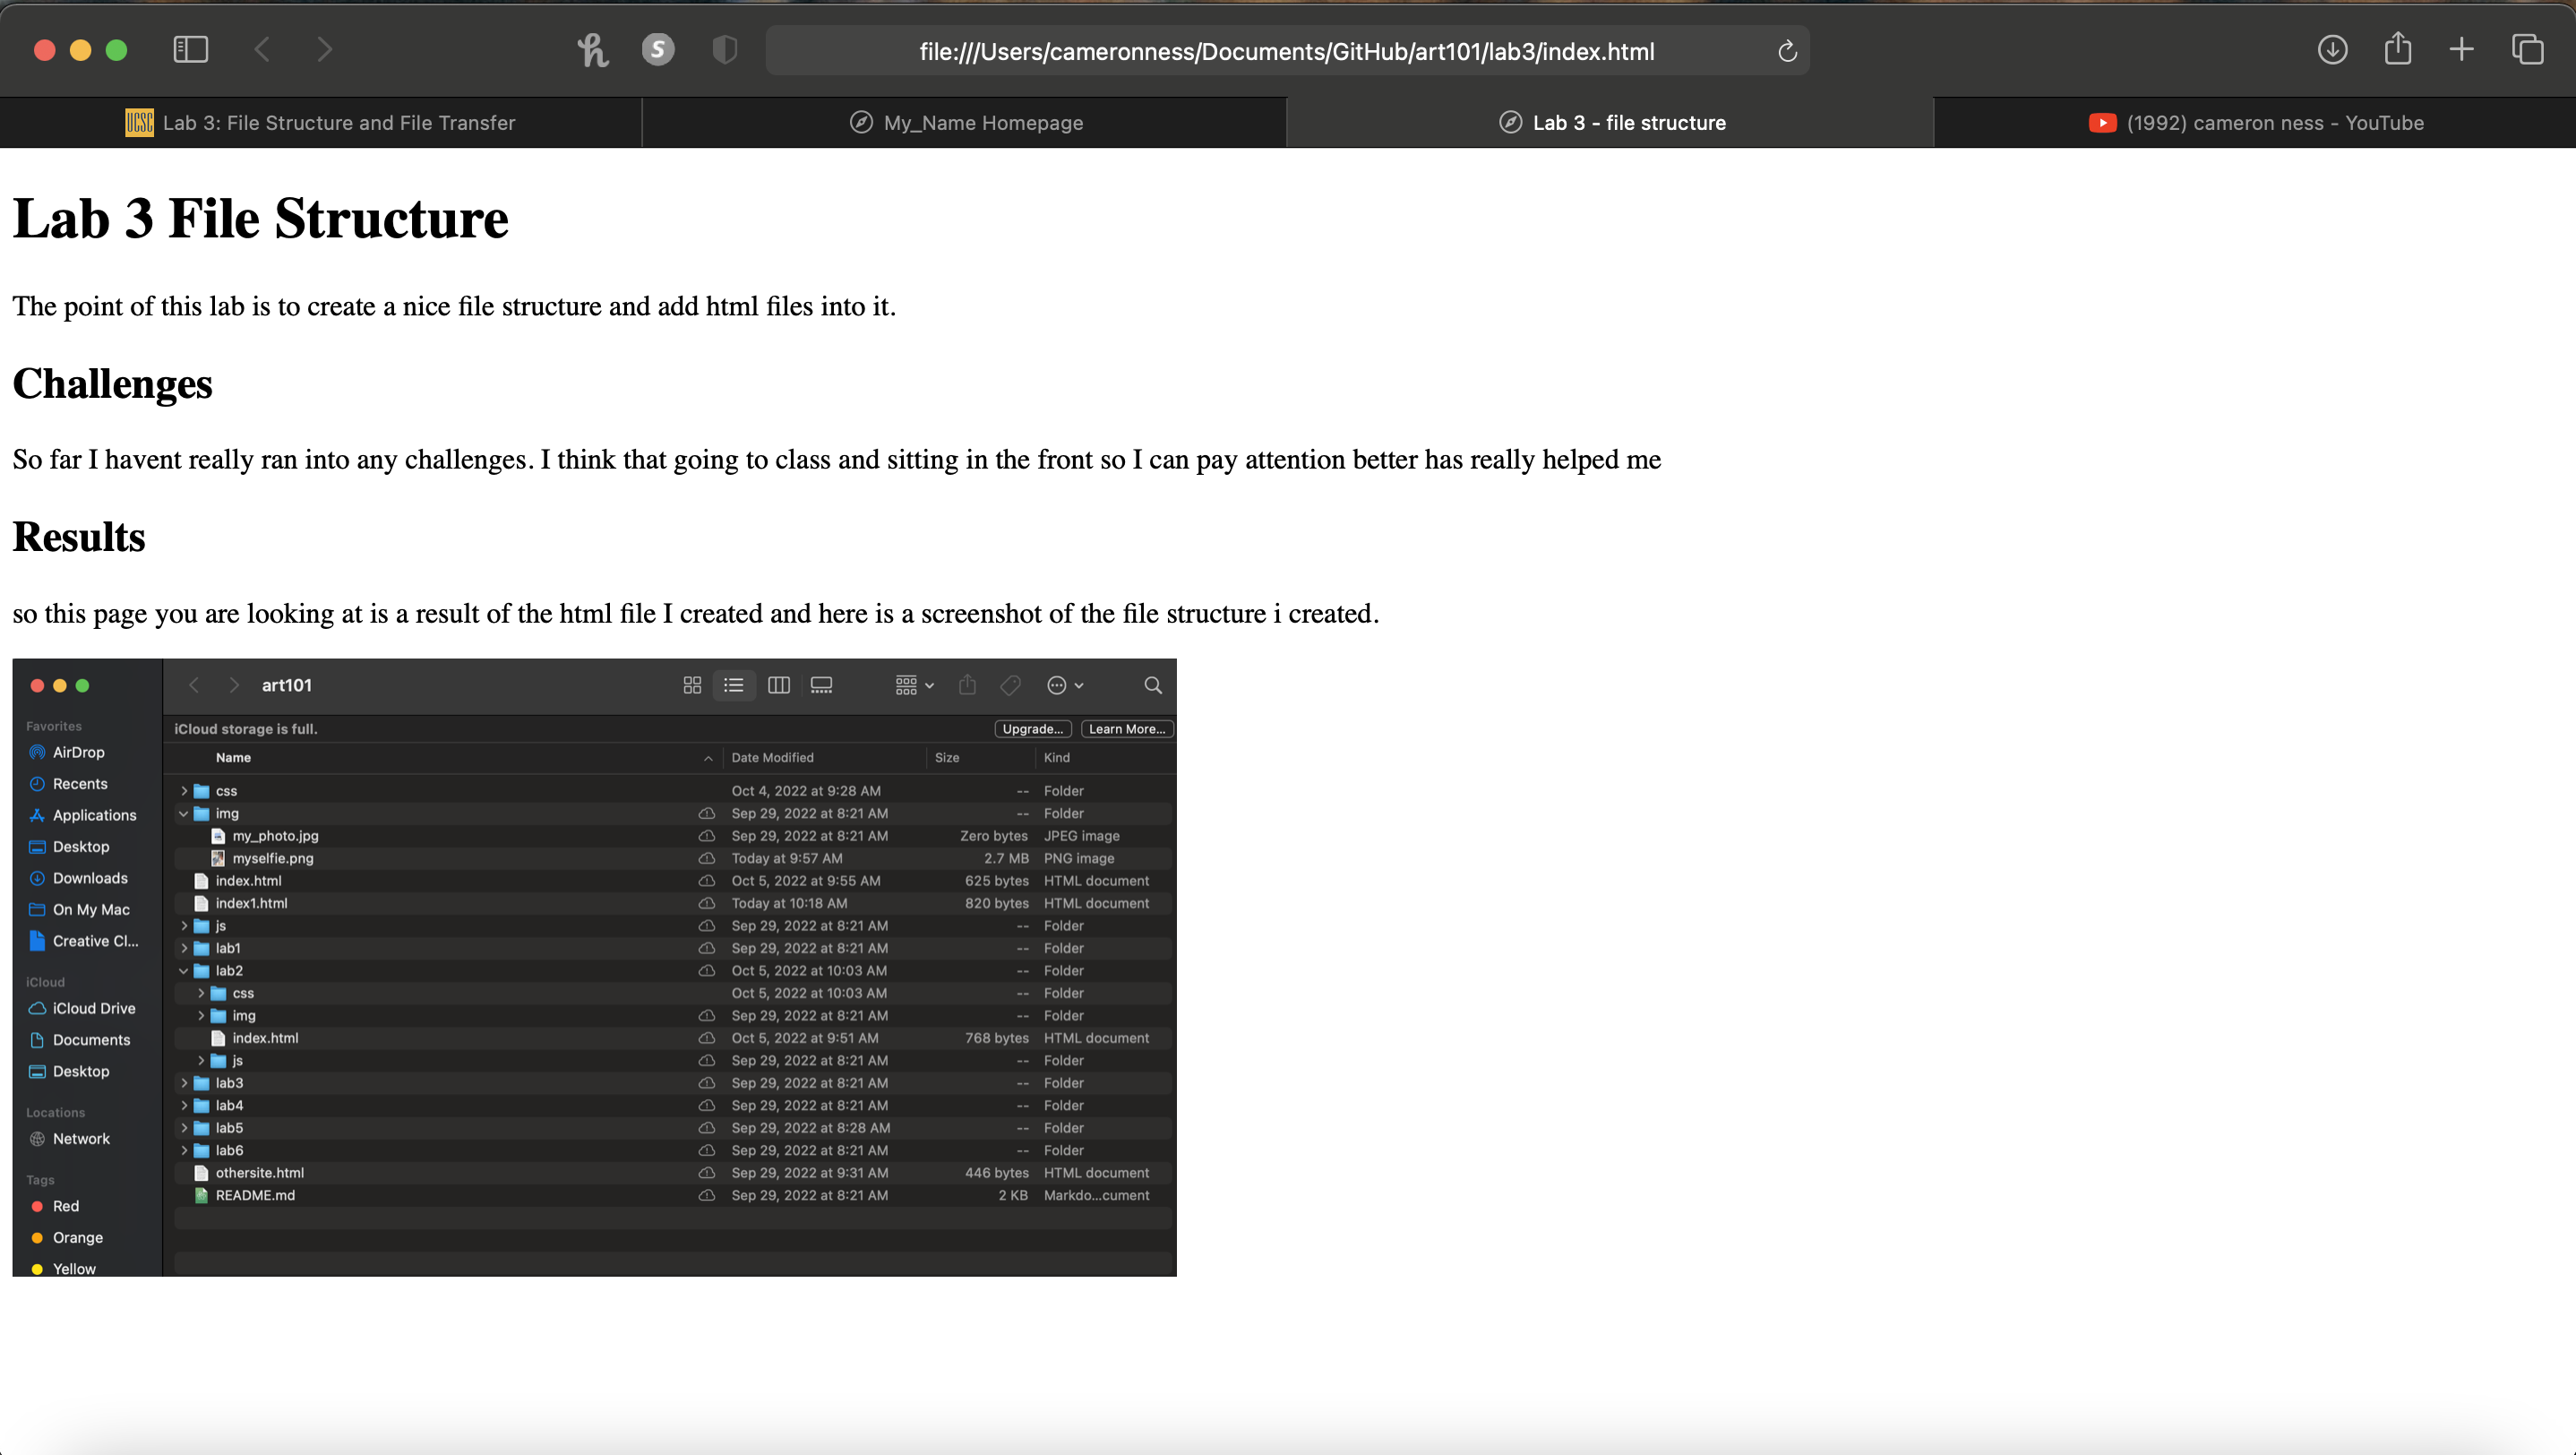 file:///Users/cameronness/Documents/GitHub/art101/lab3/index.html
UCSC Lab 3: File Structure and File Transfer
My_Name Homepage
Lab 3 - file structure
(1992) cameron ness - YouTube
Lab 3 File Structure
The point of this lab is to create a nice file structure and add html files into it.
Challenges
So far I havent really ran into any challenges. I think that going to class and sitting in the front so I can pay attention better has really helped me
Results
so this page you are looking at is a result of the html file I created and here is a screenshot of the file structure i created.
art101
Favorites
AirDrop
Recents
Applications
Desktop
Downloads
On My Mac
Creative Cl...
iCloud
iCloud Drive
Documents
Desktop
Locations
Network
Tags
Red
Orange
Yellow
iCloud storage is full. Upgrade... Learn More...
Name Date Modified Size Kind
css Oct 4, 2022 at 9:28 AM -- Folder
img Sep 29, 2022 at 8:21 AM -- Folder
my_photo.jpg Sep 29, 2022 at 8:21 AM Zero bytes JPEG image
myselfie.png Today at 9:57 AM 2.7 MB PNG image
index.html Oct 5, 2022 at 9:55 AM 625 bytes HTML document
index1.html Today at 10:18 AM 820 bytes HTML document
js Sep 29, 2022 at 8:21 AM -- Folder
lab1 Sep 29, 2022 at 8:21 AM -- Folder
lab2 Oct 5, 2022 at 10:03 AM -- Folder
css Oct 5, 2022 at 10:03 AM -- Folder
img Sep 29, 2022 at 8:21 AM -- Folder
index.html Oct 5, 2022 at 9:51 AM 768 bytes HTML document
js Sep 29, 2022 at 8:21 AM -- Folder
lab3 Sep 29, 2022 at 8:21 AM -- Folder
lab4 Sep 29, 2022 at 8:21 AM -- Folder
lab5 Sep 29, 2022 at 8:28 AM -- Folder
lab6 Sep 29, 2022 at 8:21 AM -- Folder
othersite.html Sep 29, 2022 at 9:31 AM 446 bytes HTML document
README.md Sep 29, 2022 at 8:21 AM 2 KB Markdo...cument